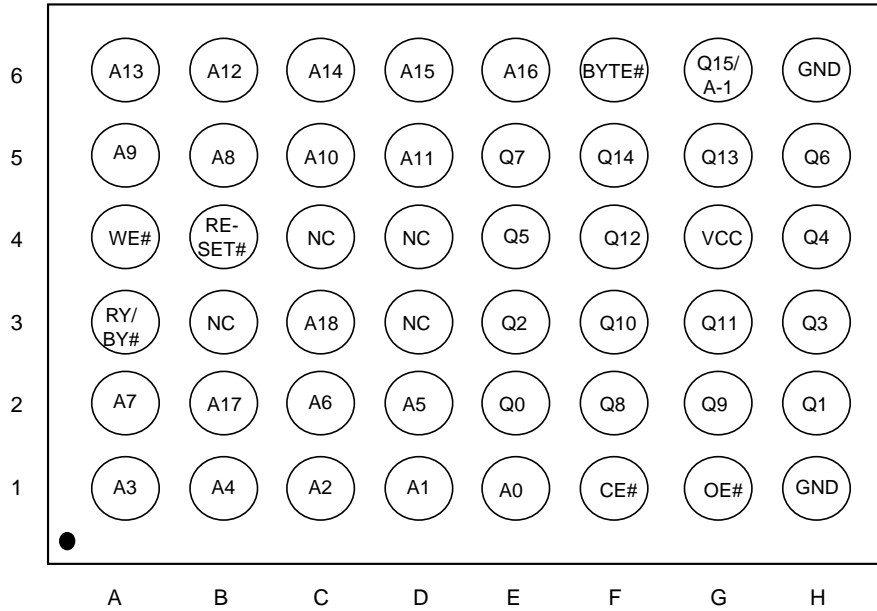 6 A13 A12 A14 A15 A16 BYTE# Q15/ GND
A-1
5 A9 A8 A10 A11 Q7 Q14 Q13 Q6
4 WE# RE- NC NC Q5 Q12 VCC Q4
SET#
3 RY/ NC A18 NC Q2 Q10 Q11 Q3
BY#
2 A7 A17 A6 A5 Q0 Q8 Q9 Q1
1 A3 A4 A2 A1 A0 CE# OE# GND
A B C D E F G H